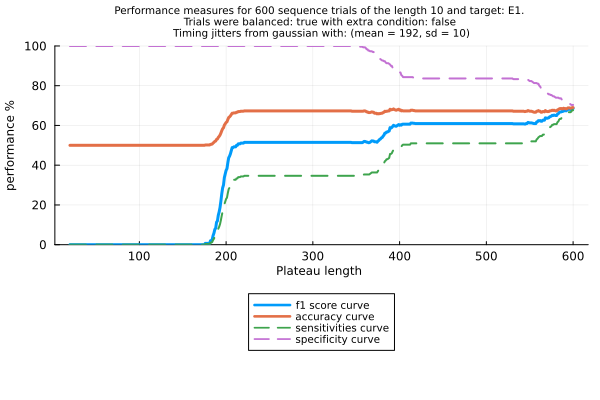 Performance measures for 600 sequence trials of the length 10 and target: E1.
Trials were balanced: true with extra condition: false
Timing jitters from gaussian with: (mean = 192, sd = 10)
100
80
60
40
20
0
performance %
100
200
300
400
500
600
Plateau length
f1 score curve
accuracy curve
sensitivities curve
specificity curve